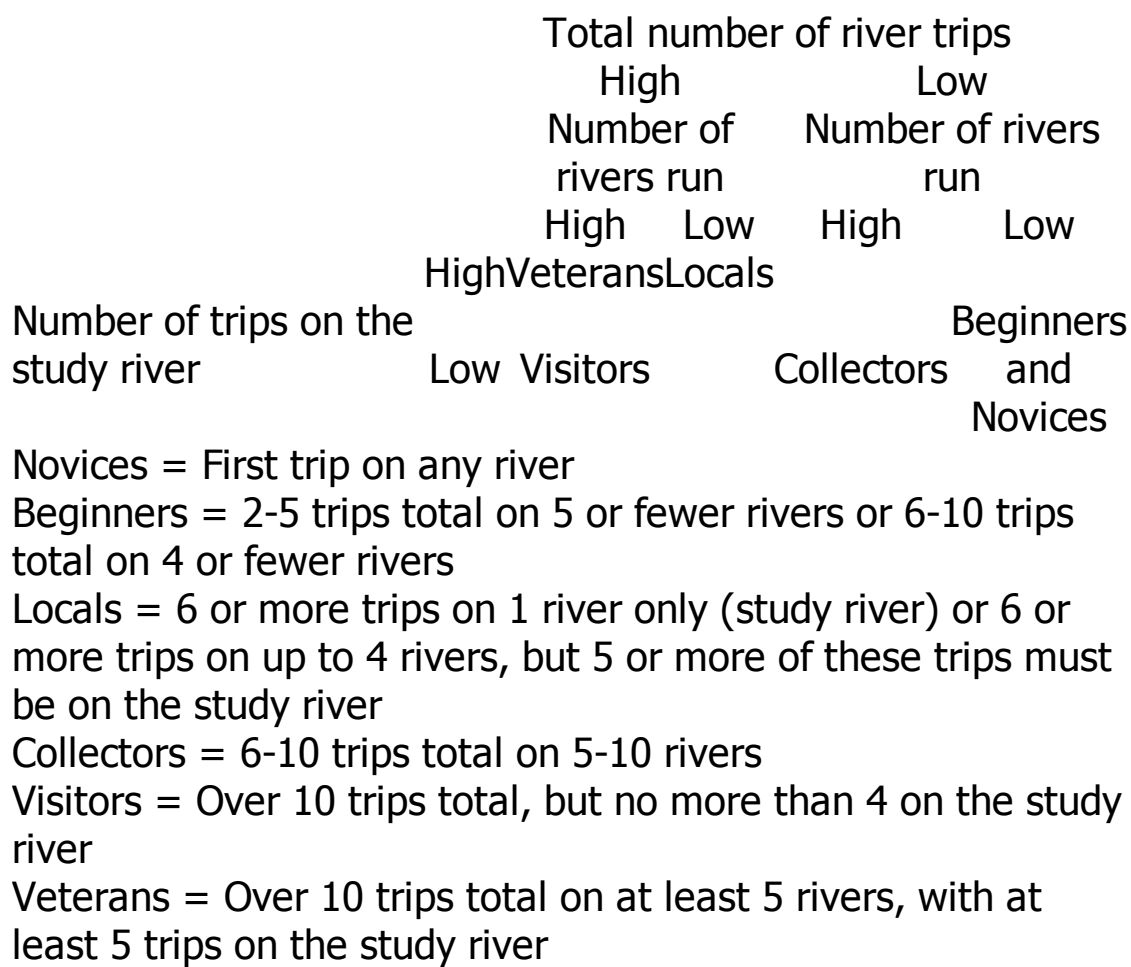 Total number of river trips
High Low
Number of Number of rivers
rivers run run
High Low High Low
HighVeteransLocals
Number of trips on the Beginners
study river Low Visitors Collectors and
Novices
Novices = First trip on any river
Beginners = 2-5 trips total on 5 or fewer rivers or 6-10 trips
total on 4 or fewer rivers
Locals = 6 or more trips on 1 river only (study river) or 6 or
more trips on up to 4 rivers, but 5 or more of these trips must
be on the study river
Collectors = 6-10 trips total on 5-10 rivers
Visitors = Over 10 trips total, but no more than 4 on the study
river
Veterans = Over 10 trips total on at least 5 rivers, with at
least 5 trips on the study river